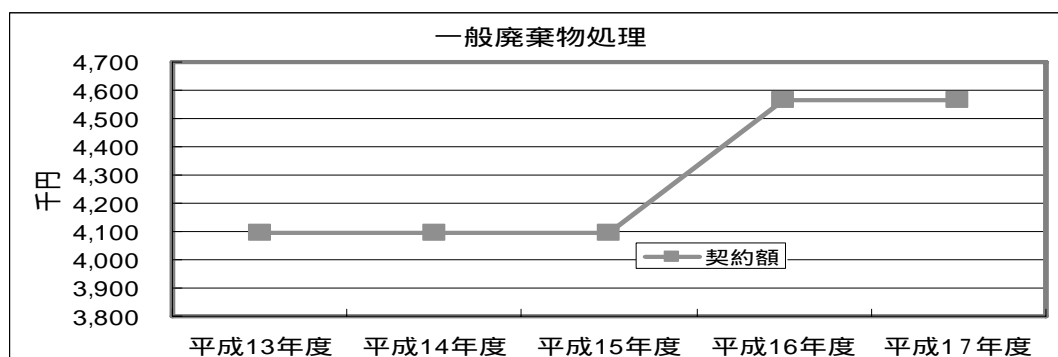 一般廃棄物処理
4,700
4,600
4,500
4,400
4,300
4,200
4,100
4,000
3,900
3,800
千円
契約額
平成13年度 平成14年度 平成15年度 平成16年度 平成17年度